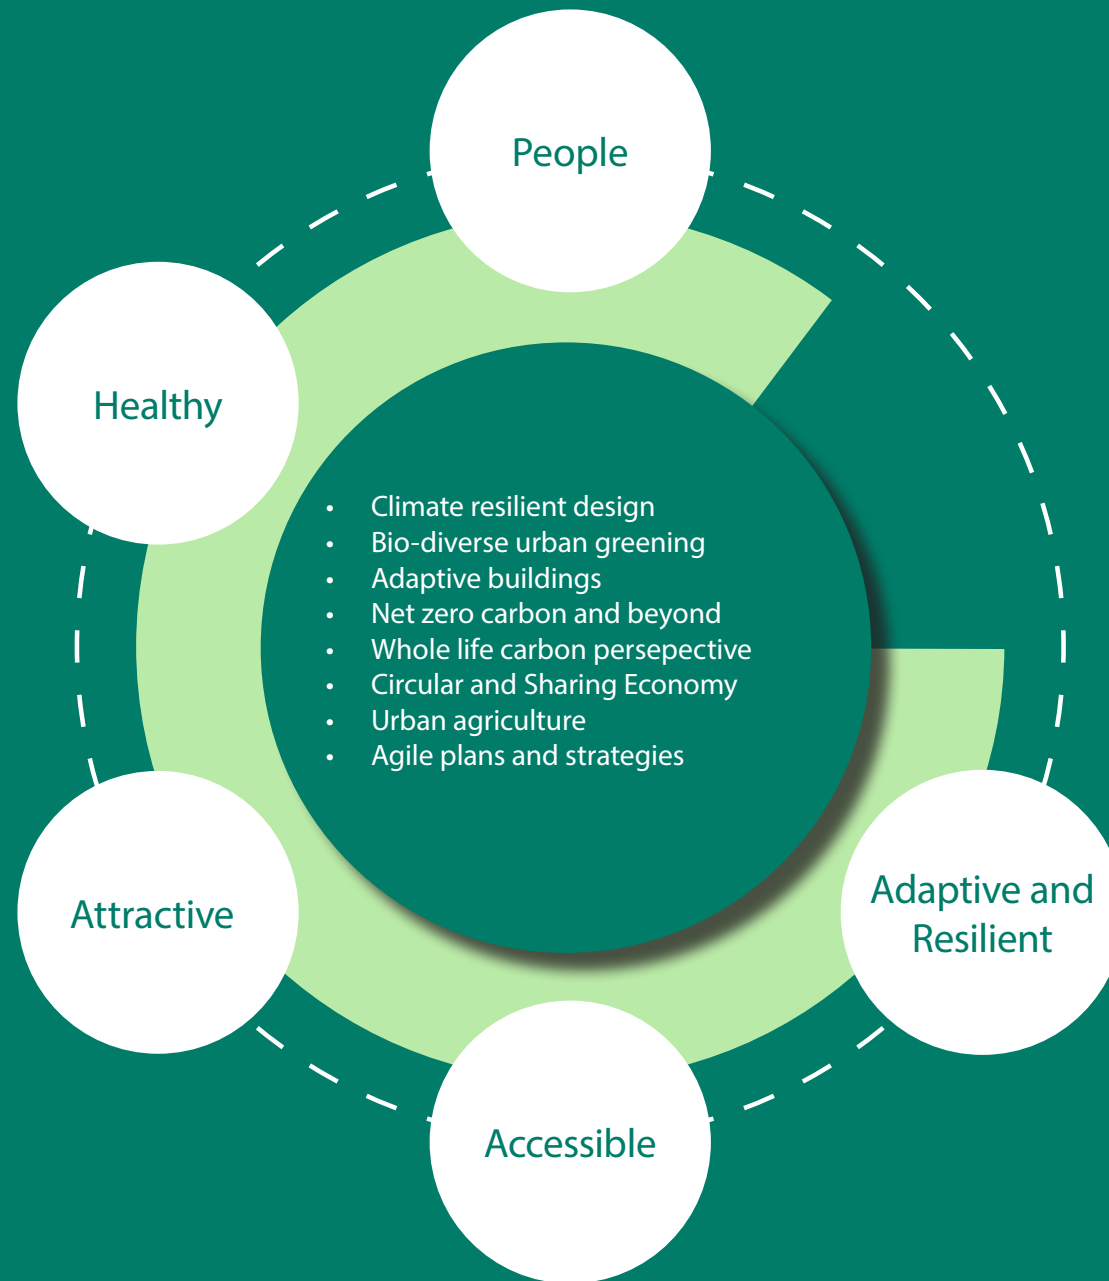 People
Healthy
• Climate resilient design
• Bio-diverse urban greening
• Adaptive buildings
• Net zero carbon and beyond
• Whole life carbon persepective
• Circular and Sharing Economy
• Urban agriculture
• Agile plans and strategies
Attractive
Adaptive and
Resilient
Accessible